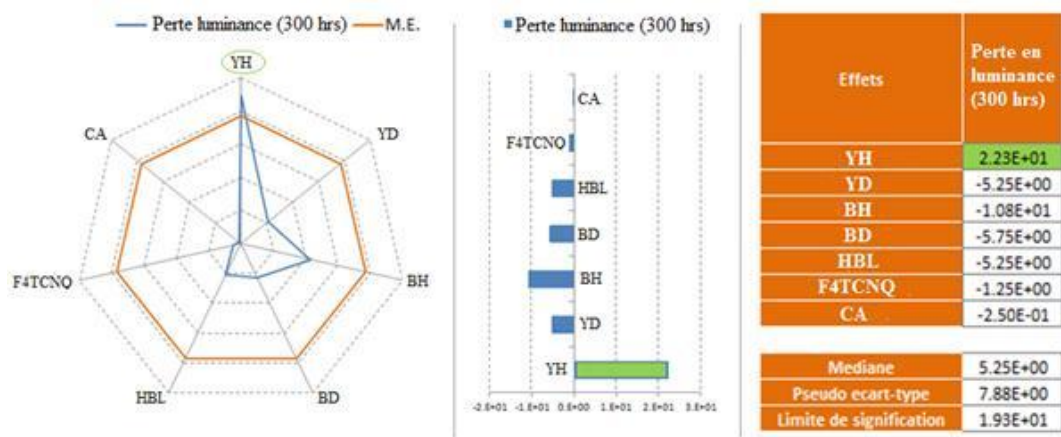 Perte luminance (300 hrs) M.E.
YH
CA
YD
F4TCNQ
BH
HBL
BD
Perte luminance (300 hrs)
CA
F4TCNQ
HBL
BD
BH
YD
YH
-2.E+01 -1.E+01 0.E+00 1.E+01 2.E+01 3.E+01
Effets Perte en luminance (300 hrs)
YH 2.23E+01
YD -5.25E+00
BH -1.08E+01
BD -5.75E+00
HBL -5.25E+00
F4TCNQ -1.25E+00
CA -2.50E-01
Mediane 5.25E+00
Pseudo ecart-type 7.88E+00
Limite de signification 1.93E+01